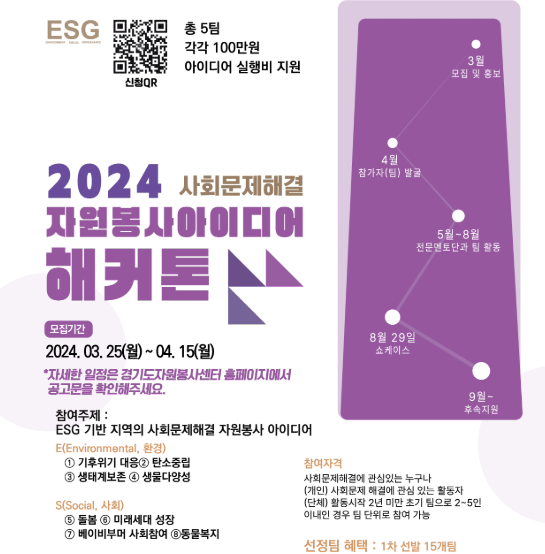 ESG
신청QR
총 5팀
각각 100만원
아이디어 실행비 지원
3월
모집 및 홍보
4월
참가자(팀) 발굴
5월~8월
전문멘토단과 팀 활동
8월 29일
쇼케이스
9월~
후속지원
2024 사회문제해결
자원봉사아이디어
해커톤
모집기간
2024. 03. 25(월) ~ 04. 15(월)
*자세한 일정은 경기도자원봉사센터 홈페이지에서
공고문을 확인해주세요.
참여주제 :
ESG 기반 지역의 사회문제해결 자원봉사 아이디어
E(Environmental, 환경)
① 기후위기 대응② 탄소중립
③ 생태계보존 ④ 생물다양성
S(Social, 사회)
⑤ 돌봄 ⑥ 미래세대 성장
⑦ 베이비부머 사회참여 ⑧동물복지
참여자격
사회문제해결에 관심있는 누구나
(개인) 사회문제 해결에 관심 있는 활동자
(단체) 활동시작 2년 미만 초기 팀으로 2~5인
이내인 경우 팀 단위로 참여 가능
선정팀 혜택 : 1차 선발 15개팀